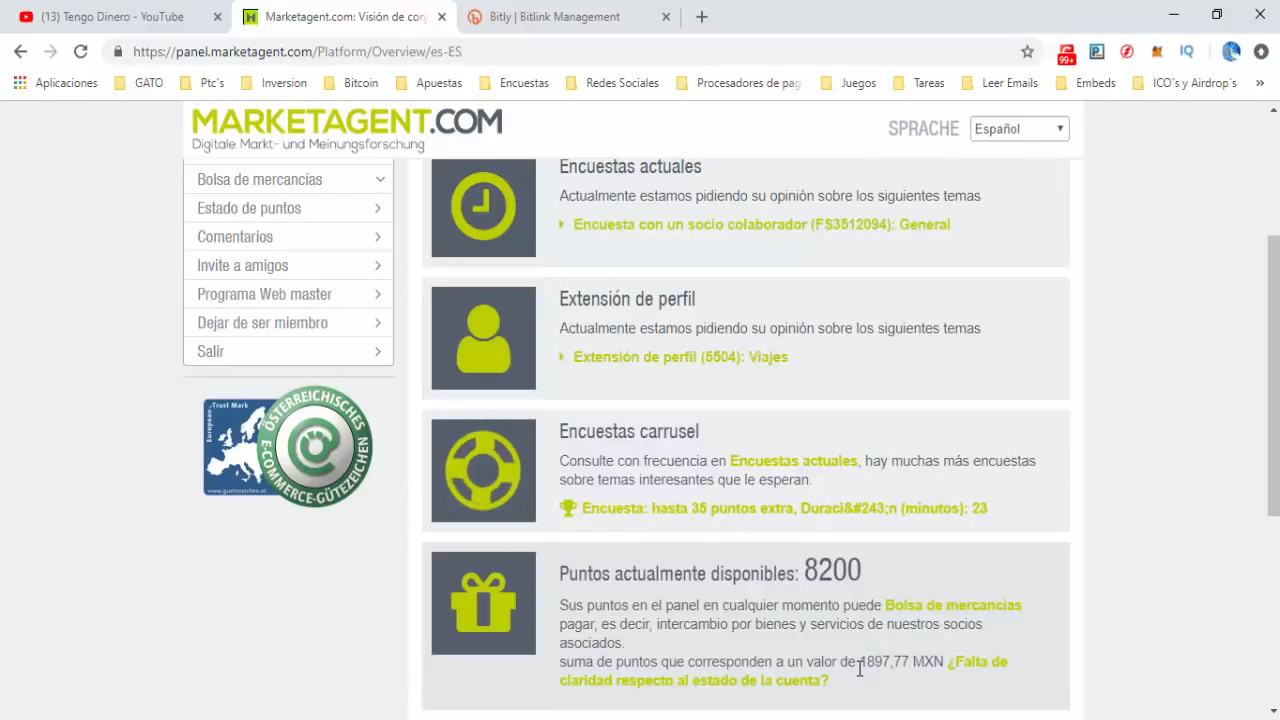 (13) Tengo Dinero - YouTube
Marketagent.com: Visión de con
Bitly | Bitlink Management
https://panel.marketagent.com/Platform/Overview/es-ES
99+
IQ
Aplicaciones
GATO
Ptc´s
Inversion
Bitcoin
Apuestas
Encuestas
Redes Sociales
Procesadores de pag
Juegos
Tareas
Leer Emails
Embeds
ICO´s y Airdrop´s
»
MARKETAGENT.COM
Digitale Markt- und Meinungsforschung
SPRACHE
Español
Bolsa de mercancías
Estado de puntos
Comentarios
Invite a amigos
Programa Web master
Dejar de ser miembro
Salir
European
Trust Mark
www.guetezeichen.at
ÖSTERREICHISCHES
E-COMMERCE-GÜTEZEICHEN
Encuestas actuales
Actualmente estamos pidiendo su opinión sobre los siguientes temas
Encuesta con un socio colaborador (FS3512094): General
Extensión de perfil
Actualmente estamos pidiendo su opinión sobre los siguientes temas
Extensión de perfil (5504): Viajes
Encuestas carrusel
Consulte con frecuencia en Encuestas actuales, hay muchas más encuestas
sobre temas interesantes que le esperan.
Encuesta: hasta 35 puntos extra, Duraci&#243;n (minutos): 23
Puntos actualmente disponibles: 8200
Sus puntos en el panel en cualquier momento puede Bolsa de mercancías
pagar, es decir, intercambio por bienes y servicios de nuestros socios
asociados.
suma de puntos que corresponden a un valor de 1897,77 MXN ¿Falta de
claridad respecto al estado de la cuenta?